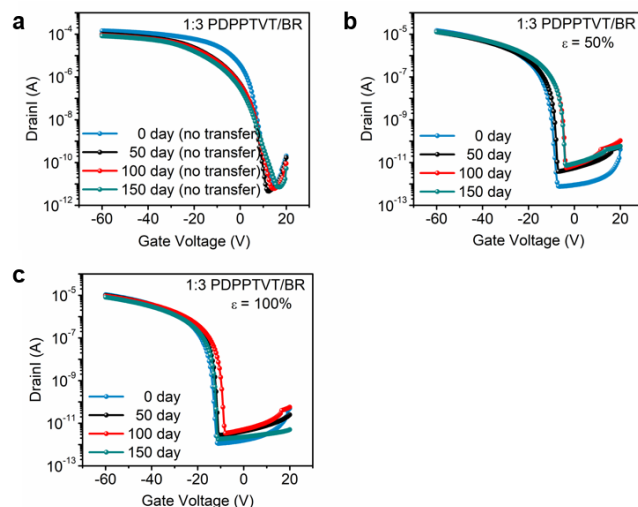 a
1:3 PDPPTVT/BR
DrainI (A)
10⁻²
10⁻⁴
10⁻⁶
10⁻⁸
10⁻¹⁰
10⁻¹²
0 day (no transfer)
50 day (no transfer)
100 day (no transfer)
150 day (no transfer)
-60 -40 -20 0 20
Gate Voltage (V)
b
1:3 PDPPTVT/BR
ε = 50%
DrainI (A)
10⁻³
10⁻⁵
10⁻⁷
10⁻⁹
10⁻¹¹
10⁻¹³
0 day
50 day
100 day
150 day
-60 -40 -20 0 20
Gate Voltage (V)
c
1:3 PDPPTVT/BR
ε = 100%
DrainI (A)
10⁻⁵
10⁻⁷
10⁻⁹
10⁻¹¹
10⁻¹³
0 day
50 day
100 day
150 day
-60 -40 -20 0 20
Gate Voltage (V)